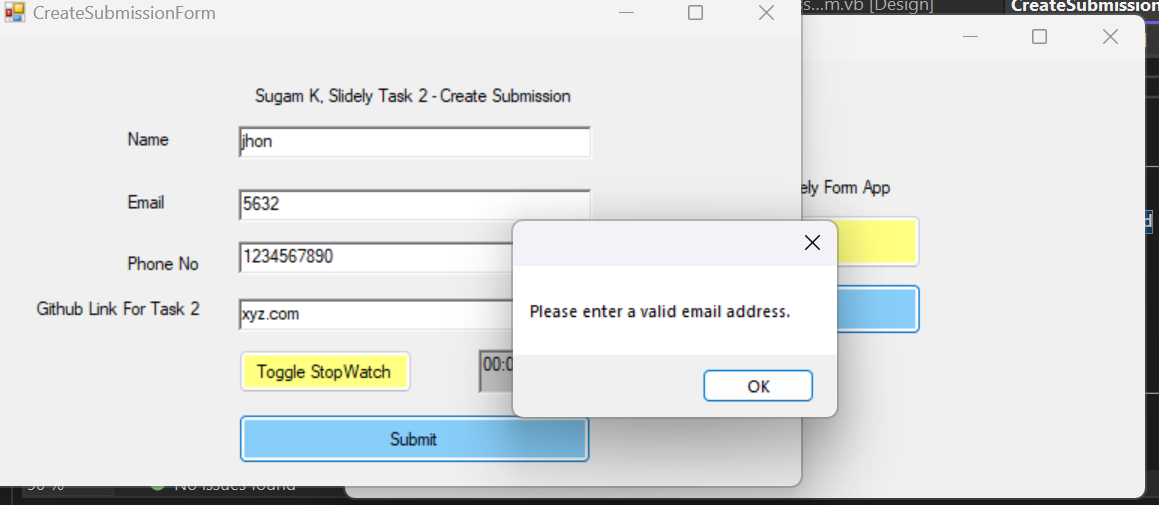 CreateSubmissionForm
s...m.vb [Design]
CreateSubmission
Sugam K, Slidely Task 2 - Create Submission
Name
jhon
Email
5632
Phone No
1234567890
Github Link For Task 2
xyz.com
Toggle StopWatch
00:0
Submit
Please enter a valid email address.
OK
ely Form App
90 %
No issues found